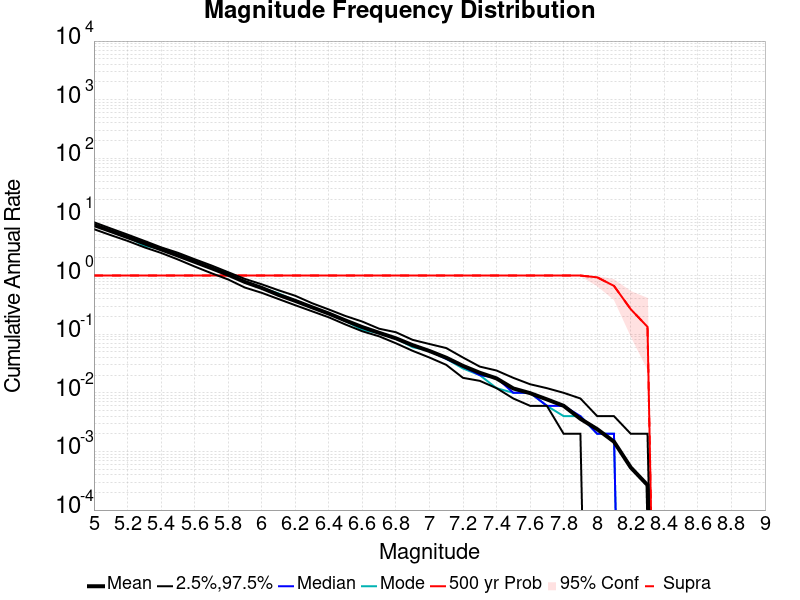 Magnitude Frequency Distribution
10 4
10 3
10 2
10 1
10 0
10 -1
10 -2
10 -3
10 -4
Cumulative Annual Rate
5 5.2 5.4 5.6 5.8 6 6.2 6.4 6.6 6.8 7 7.2 7.4 7.6 7.8 8 8.2 8.4 8.6 8.8 9
Magnitude
Mean 2.5%,97.5% Median Mode 500 yr Prob 95% Conf Supra